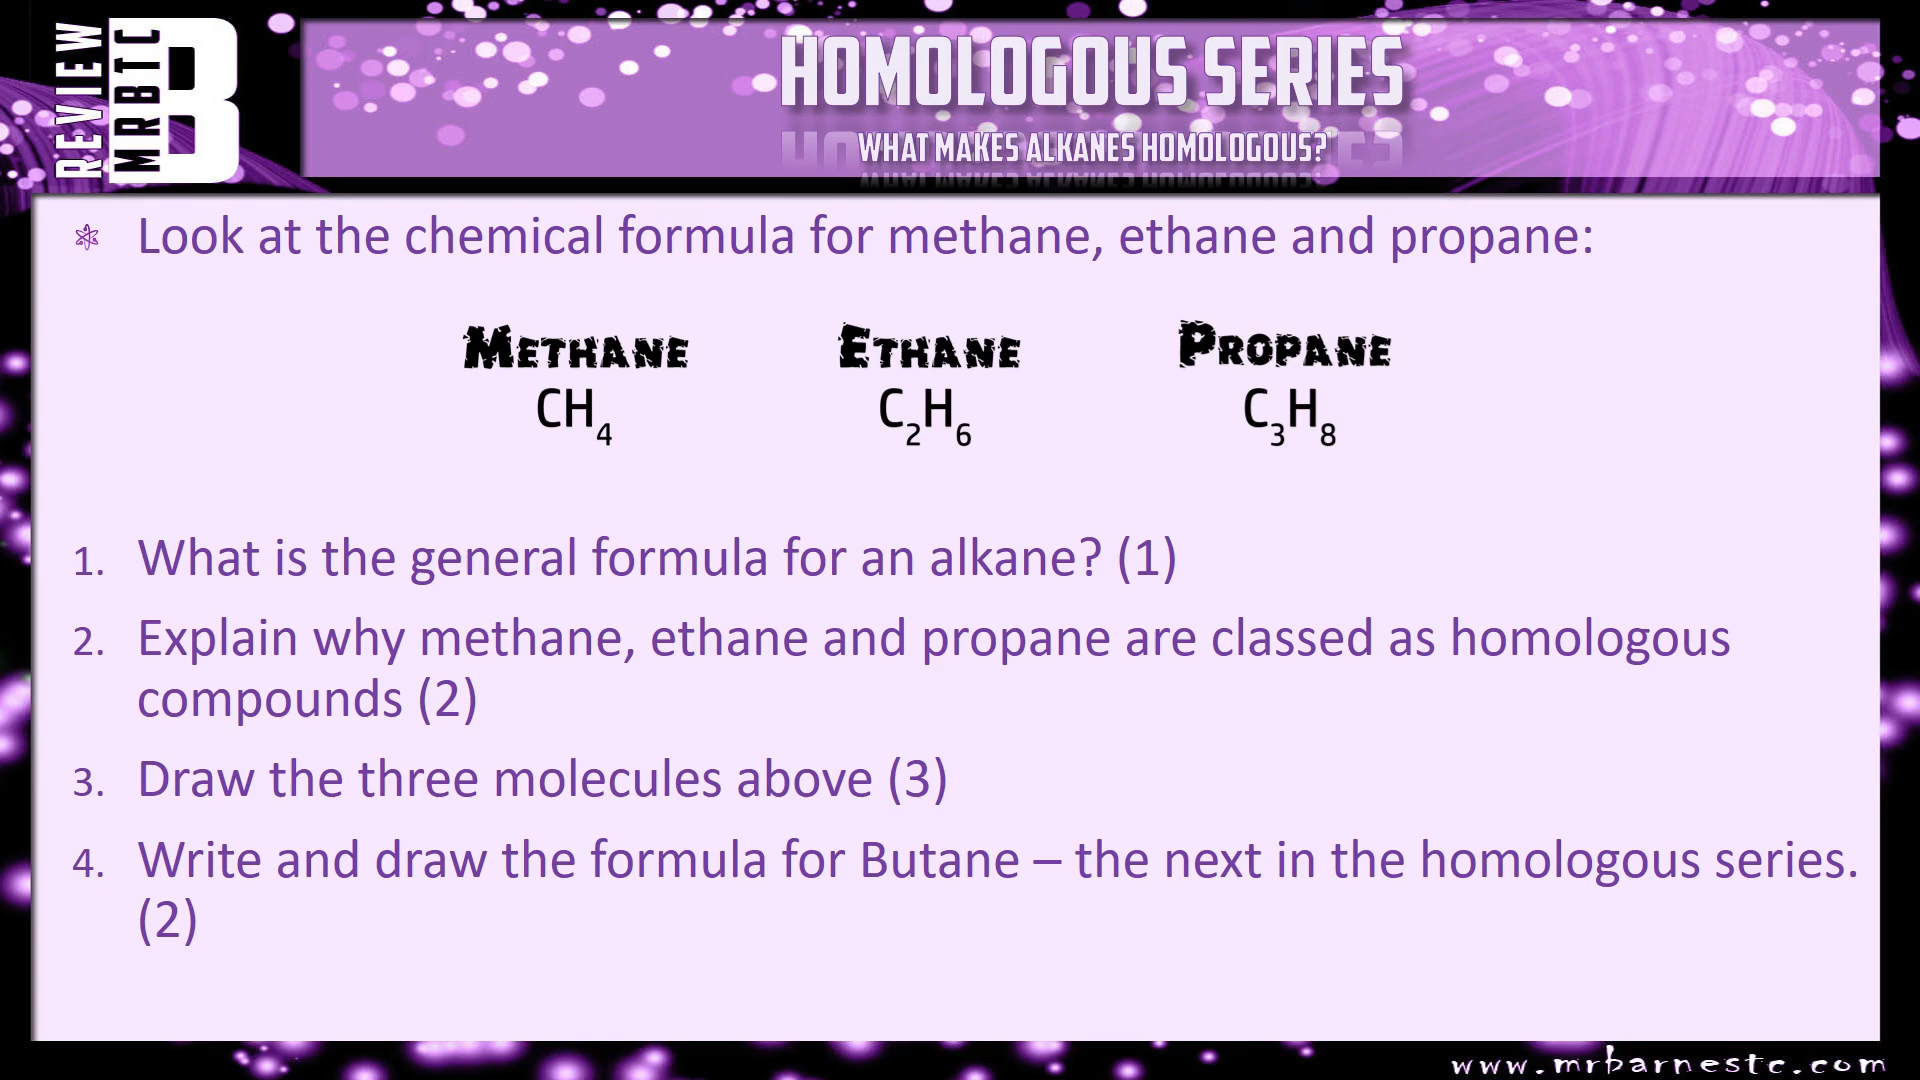 REVIEW
MRBTC
B
HOMOLOGOUS SERIES
WHAT MAKES ALKANES HOMOLOGOUS?
Look at the chemical formula for methane, ethane and propane:
METHANE ETHANE PROPANE
CH₄ C₂H₆ C₃H₈
1. What is the general formula for an alkane? (1)
2. Explain why methane, ethane and propane are classed as homologous
compounds (2)
3. Draw the three molecules above (3)
4. Write and draw the formula for Butane – the next in the homologous series.
(2)
www.mrbarnestc.com